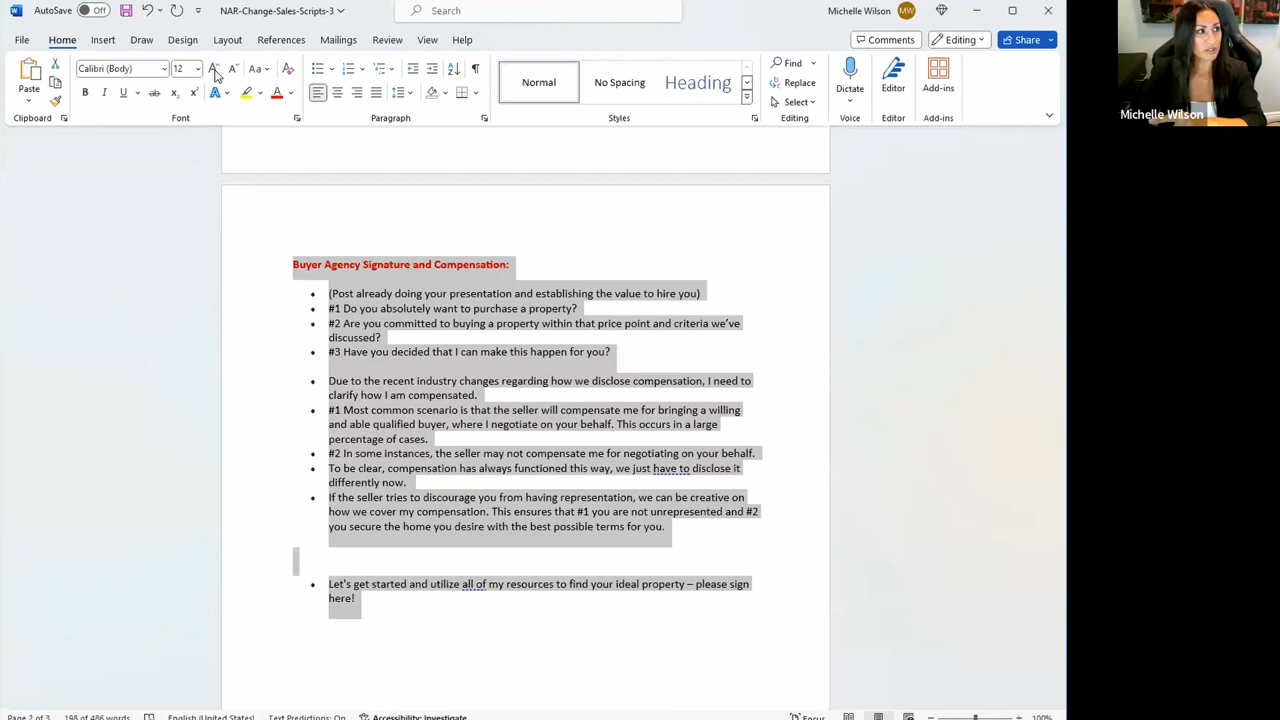 AutoSave Off NAR-Change-Sales-Scripts-3 Search Michelle Wilson MW
File Home Insert Draw Design Layout References Mailings Review View Help Comments Editing Share
Calibri (Body) 12 A A Aa A Normal No Spacing Heading Find Replace Select
Paste B I U ab x₂ x² A A Dictate Editor Add-ins
Clipboard Font Paragraph Styles Editing Voice Editor Add-ins
Michelle Wilson
Buyer Agency Signature and Compensation:
• (Post already doing your presentation and establishing the value to hire you)
• #1 Do you absolutely want to purchase a property?
• #2 Are you committed to buying a property within that price point and criteria we've
discussed?
• #3 Have you decided that I can make this happen for you?
• Due to the recent industry changes regarding how we disclose compensation, I need to
clarify how I am compensated.
• #1 Most common scenario is that the seller will compensate me for bringing a willing
and able qualified buyer, where I negotiate on your behalf. This occurs in a large
percentage of cases.
• #2 In some instances, the seller may not compensate me for negotiating on your behalf.
• To be clear, compensation has always functioned this way, we just have to disclose it
differently now.
• If the seller tries to discourage you from having representation, we can be creative on
how we cover my compensation. This ensures that #1 you are not unrepresented and #2
you secure the home you desire with the best possible terms for you.
• Let's get started and utilize all of my resources to find your ideal property – please sign
here!
Page 2 of 3 198 of 486 words English (United States) Text Predictions: On Accessibility: Investigate Focus 100%